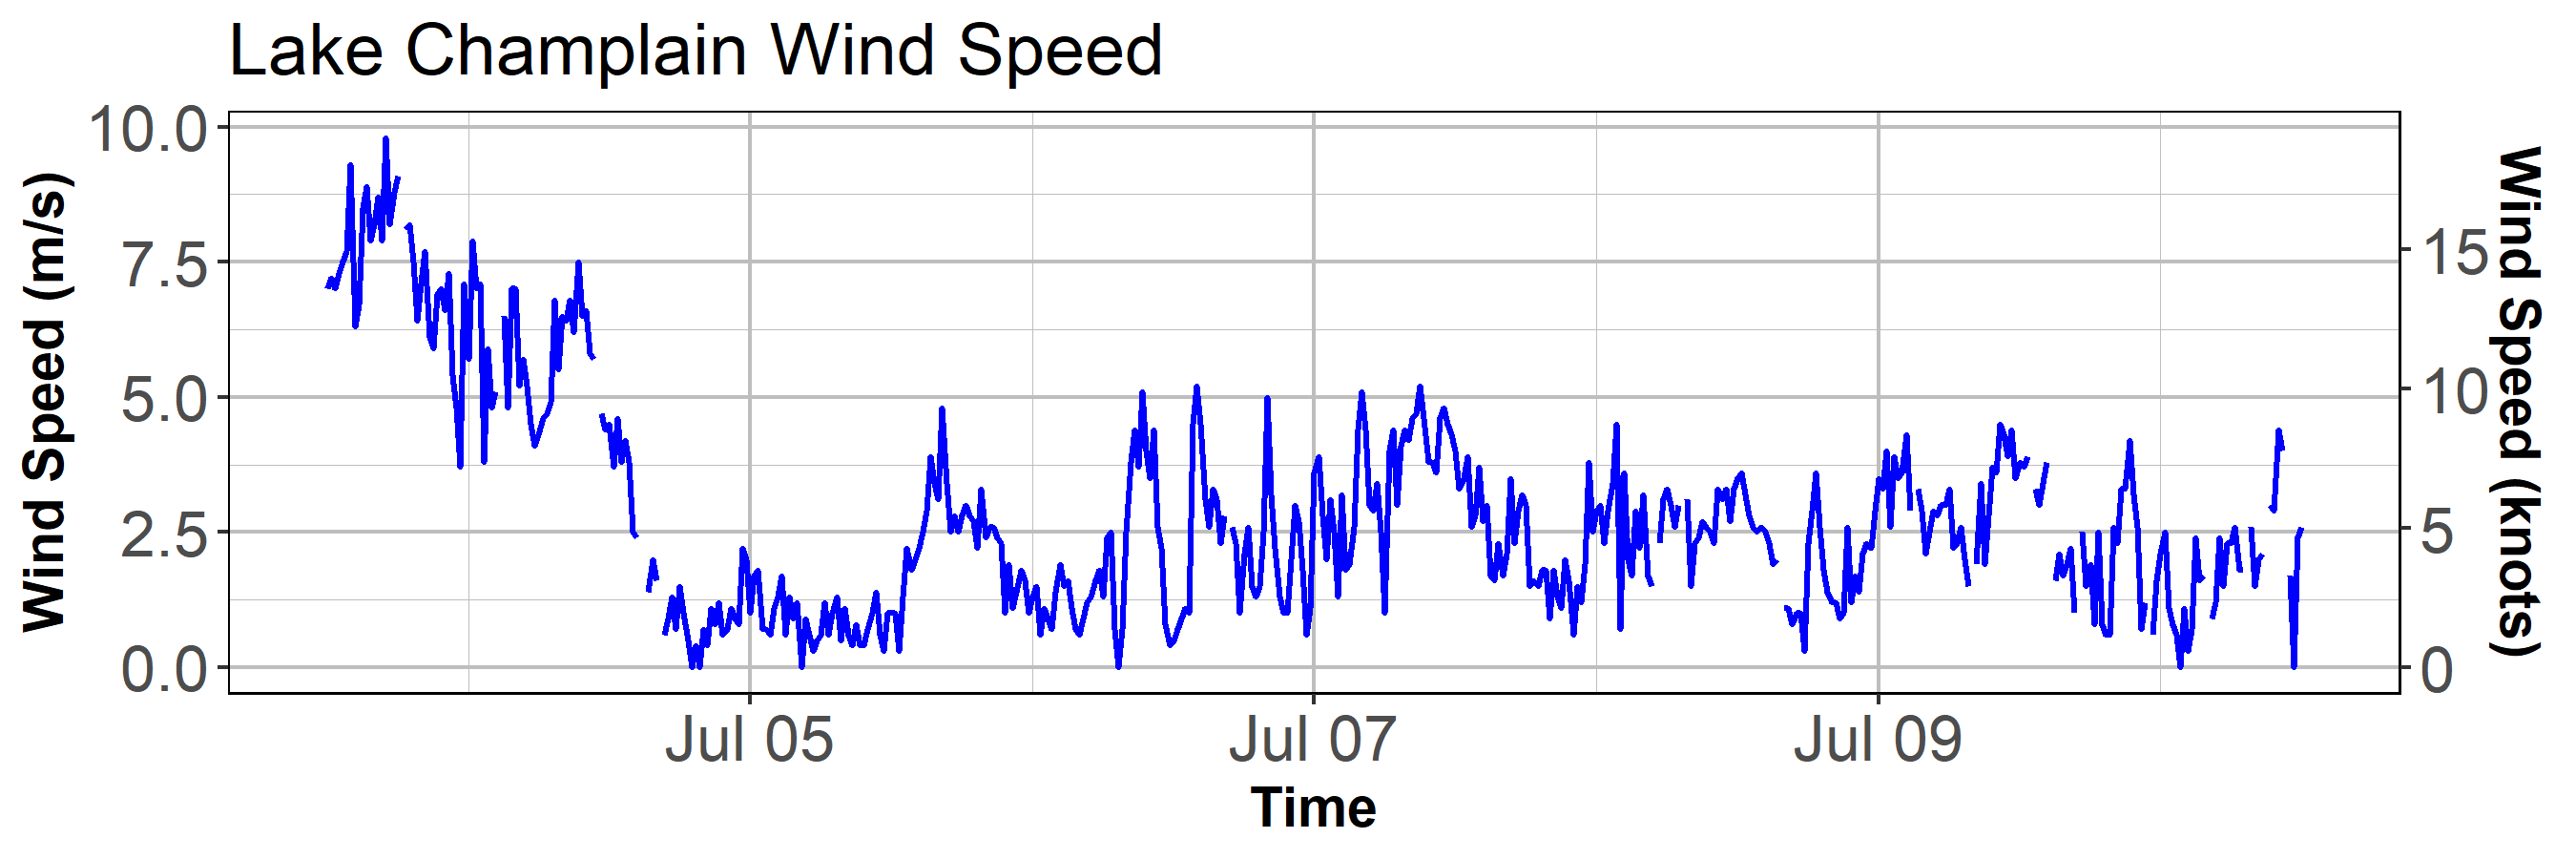 Lake Champlain Wind Speed
10.0
7.5
5.0
2.5
0.0
Wind Speed (m/s)
15
10
5
0
Wind Speed (knots)
Jul 05
Jul 07
Jul 09
Time